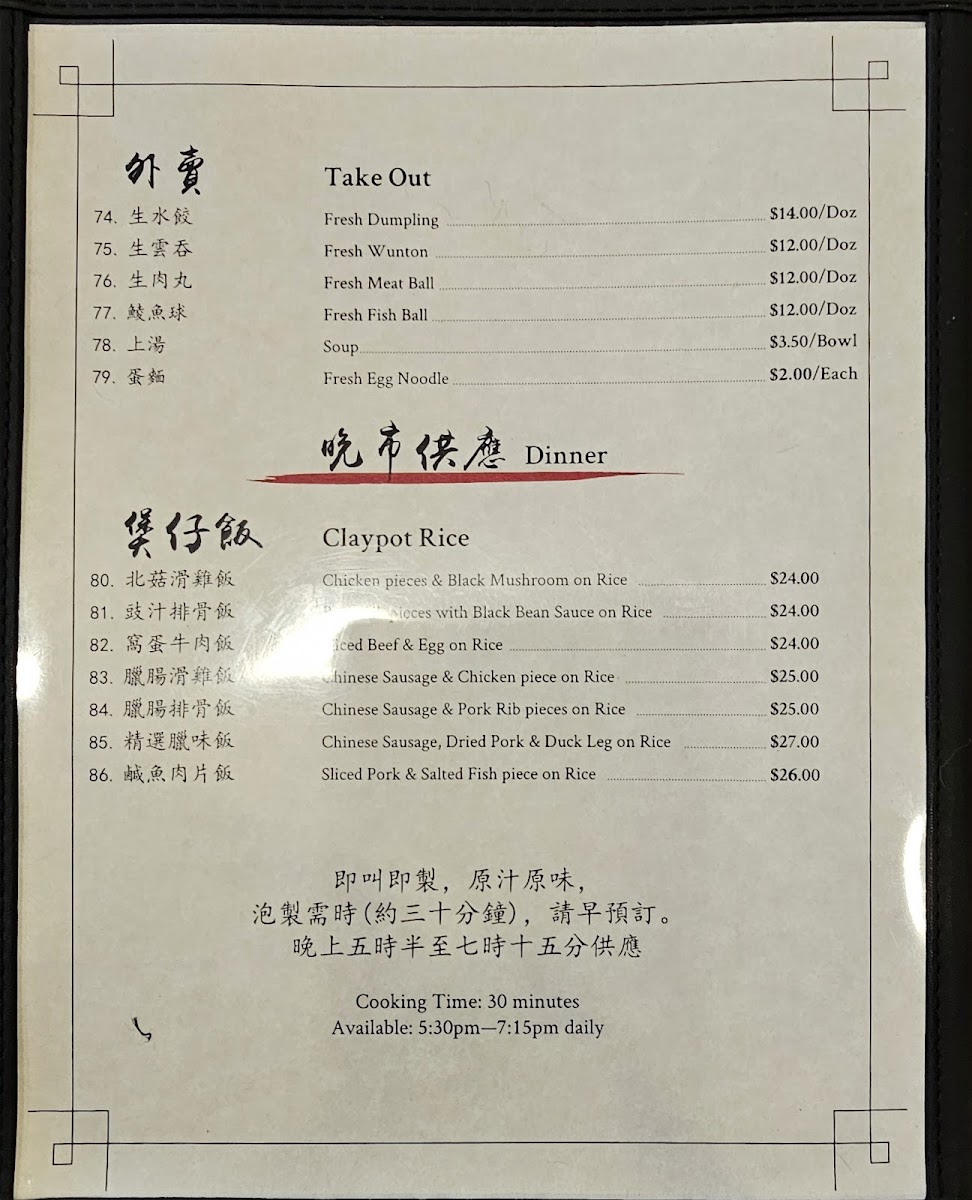 外賣 Take Out
74. 生水餃 Fresh Dumpling $14.00/Doz
75. 生雲吞 Fresh Wunton $12.00/Doz
76. 生肉丸 Fresh Meat Ball $12.00/Doz
77. 鯪魚球 Fresh Fish Ball $12.00/Doz
78. 上湯 Soup $3.50/Bowl
79. 蛋麵 Fresh Egg Noodle $2.00/Each
晚市供應 Dinner
煲仔飯 Claypot Rice
80. 北菇滑雞飯 Chicken pieces & Black Mushroom on Rice $24.00
81. 豉汁排骨飯 pieces with Black Bean Sauce on Rice $24.00
82. 窩蛋牛肉飯 Beef & Egg on Rice $24.00
83. 臘腸滑雞飯 Chinese Sausage & Chicken piece on Rice $25.00
84. 臘腸排骨飯 Chinese Sausage & Pork Rib pieces on Rice $25.00
85. 精選臘味飯 Chinese Sausage, Dried Pork & Duck Leg on Rice $27.00
86. 鹹魚肉片飯 Sliced Pork & Salted Fish piece on Rice $26.00
即叫即製，原汁原味，
泡製需時(約三十分鐘)，請早預訂。
晚上五時半至七時十五分供應
Cooking Time: 30 minutes
Available: 5:30pm—7:15pm daily